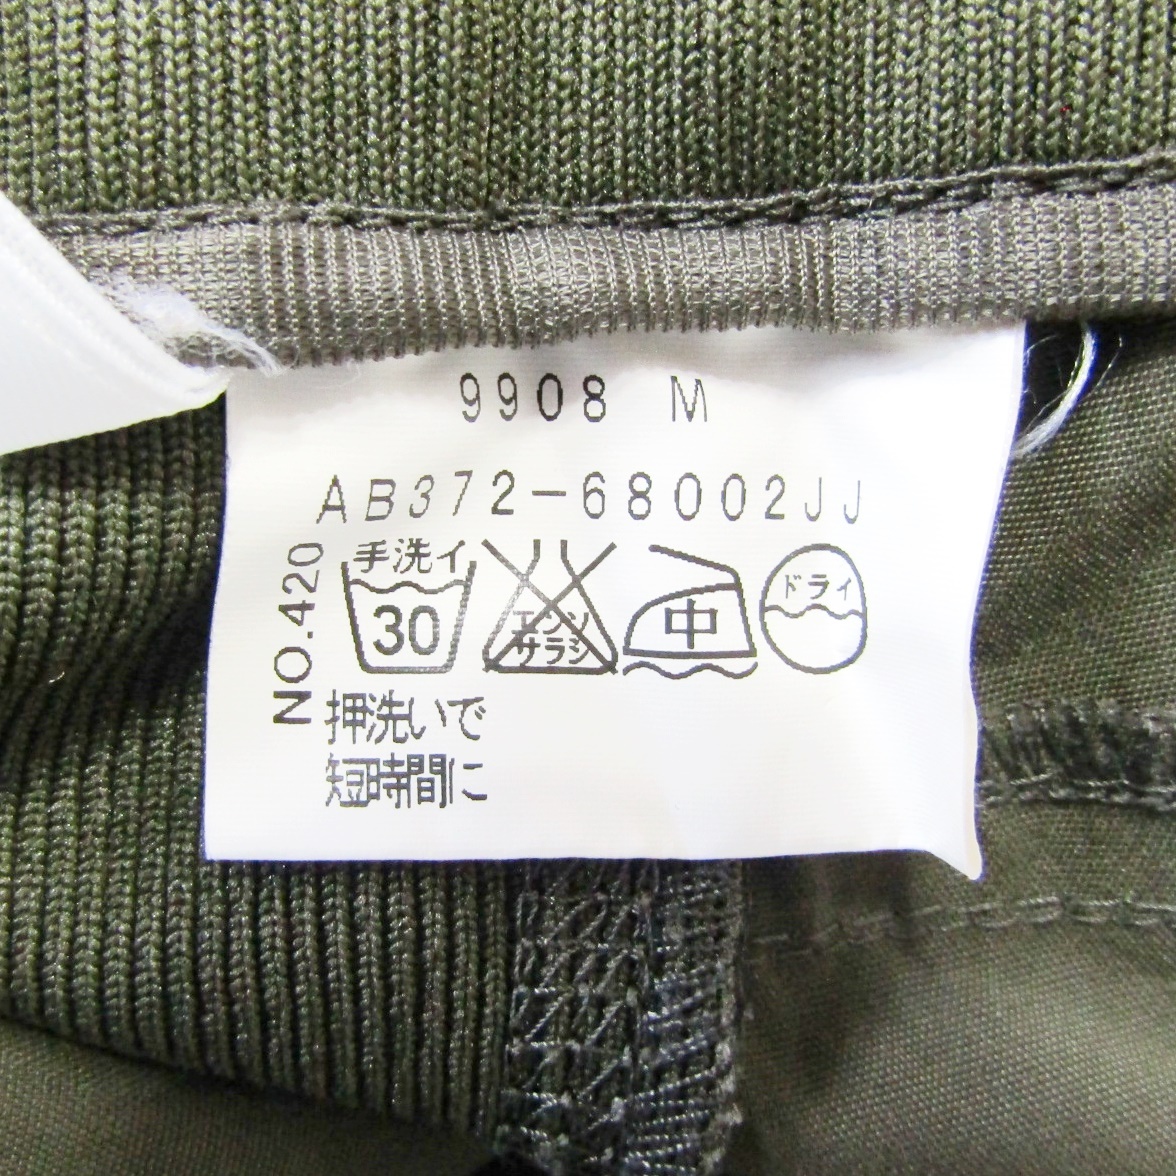 9908 M
AB372-68002JJ
NO.420
手洗イ
30
エンソ
サラシ
中
ドライ
押洗いで
短時間に